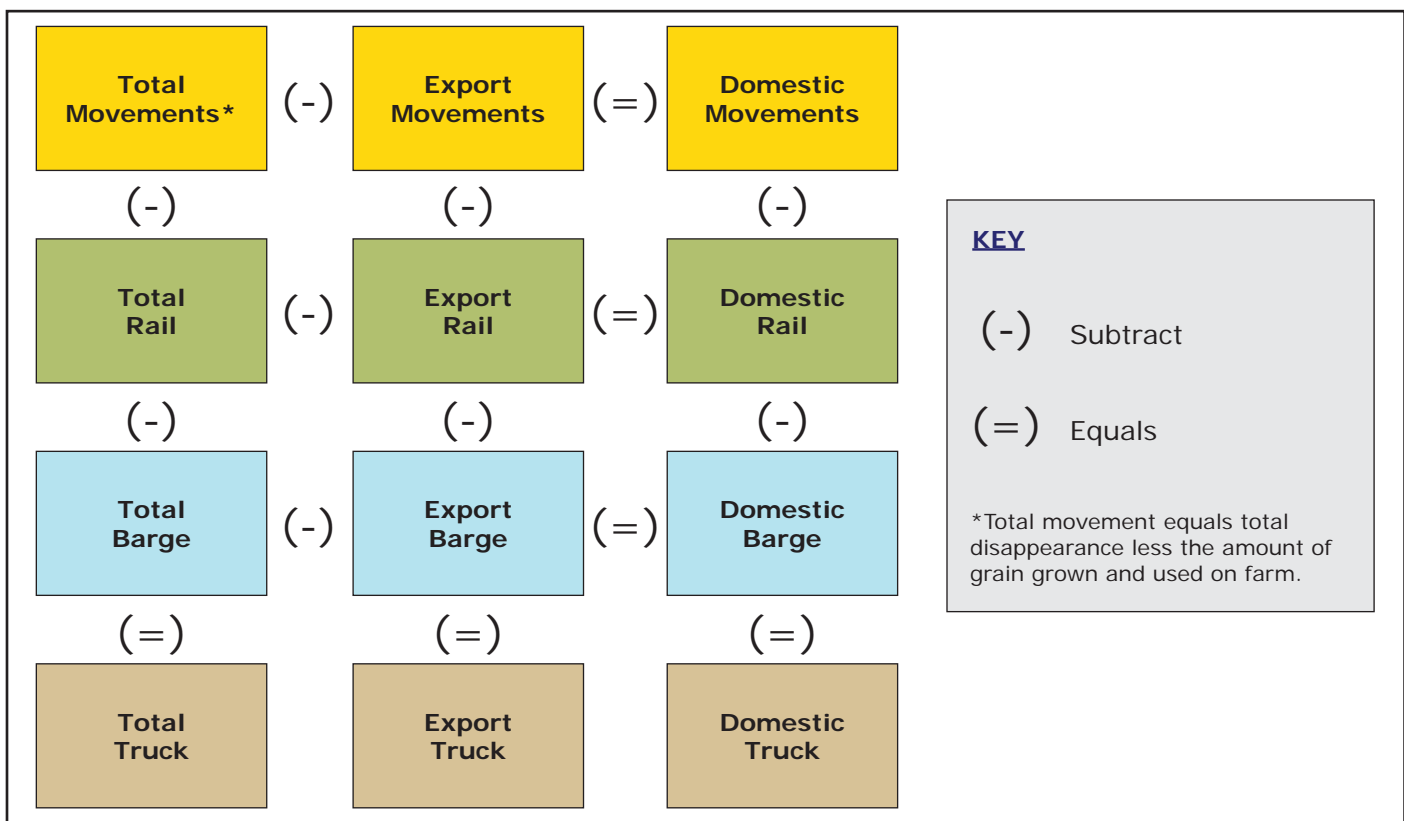 Total
Movements*
(-)
Export
Movements
(=)
Domestic
Movements
(-)
(-)
(-)
Total
Rail
(-)
Export
Rail
(=)
Domestic
Rail
(-)
(-)
(-)
Total
Barge
(-)
Export
Barge
(=)
Domestic
Barge
(=)
(=)
(=)
Total
Truck
Export
Truck
Domestic
Truck
KEY
(-) Subtract
(=) Equals
*Total movement equals total
disappearance less the amount of
grain grown and used on farm.